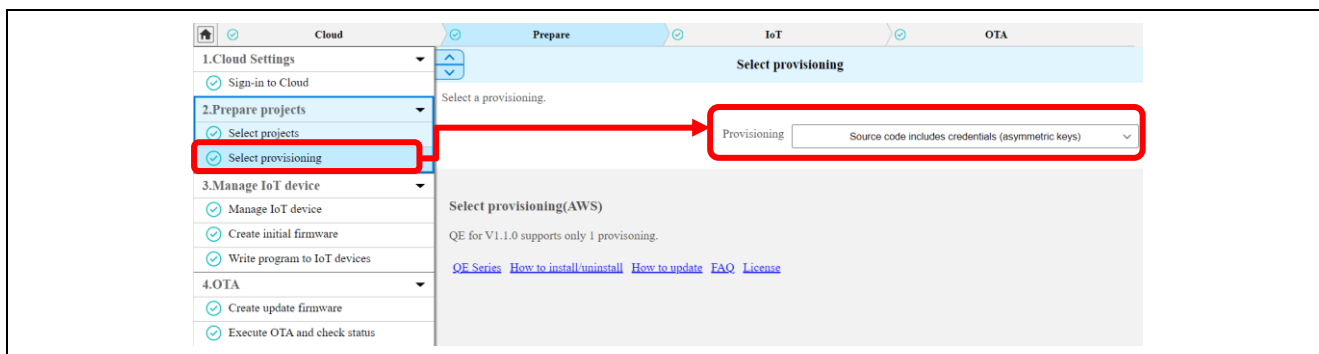 Cloud
Prepare
IoT
OTA
1.Cloud Settings
Sign-in to Cloud
2.Prepare projects
Select projects
Select provisioning
3.Manage IoT device
Manage IoT device
Create initial firmware
Write program to IoT devices
4.OTA
Create update firmware
Execute OTA and check status
Select provisioning
Select a provisioning.
Provisioning Source code includes credentials (asymmetric keys)
Select provisioning(AWS)
QE for V1.1.0 supports only 1 provisoning.
QE Series How to install/uninstall How to update FAQ License